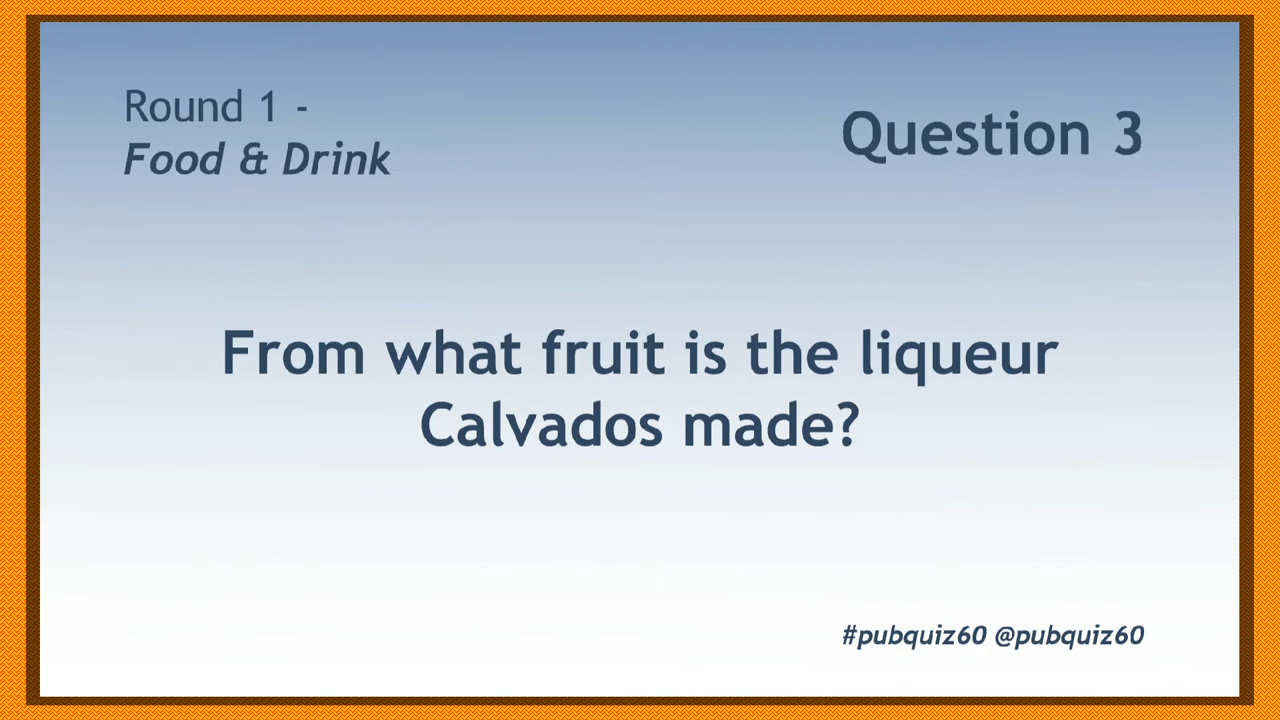 Round 1 -
Food & Drink
Question 3
From what fruit is the liqueur
Calvados made?
#pubquiz60 @pubquiz60